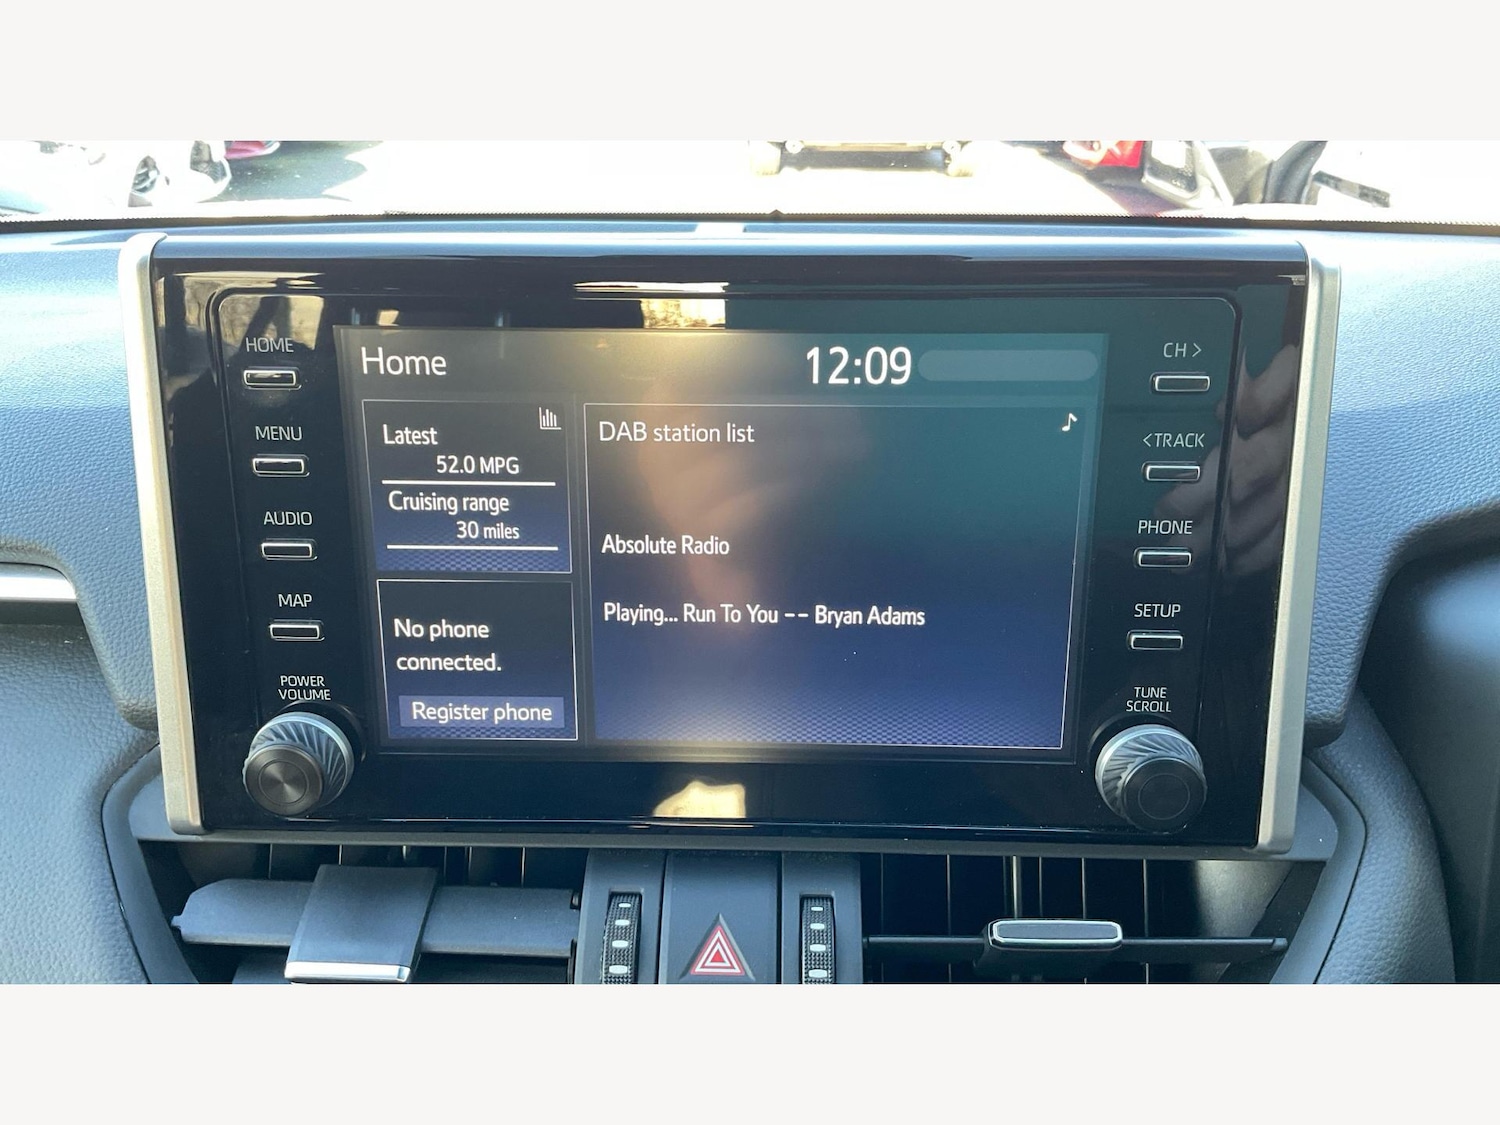 HOME
MENU
AUDIO
MAP
POWER
VOLUME
Home
12:09
Latest
52.0 MPG
Cruising range
30 miles
No phone
connected.
Register phone
DAB station list
Absolute Radio
Playing... Run To You -- Bryan Adams
CH >
<TRACK
PHONE
SETUP
TUNE
SCROLL